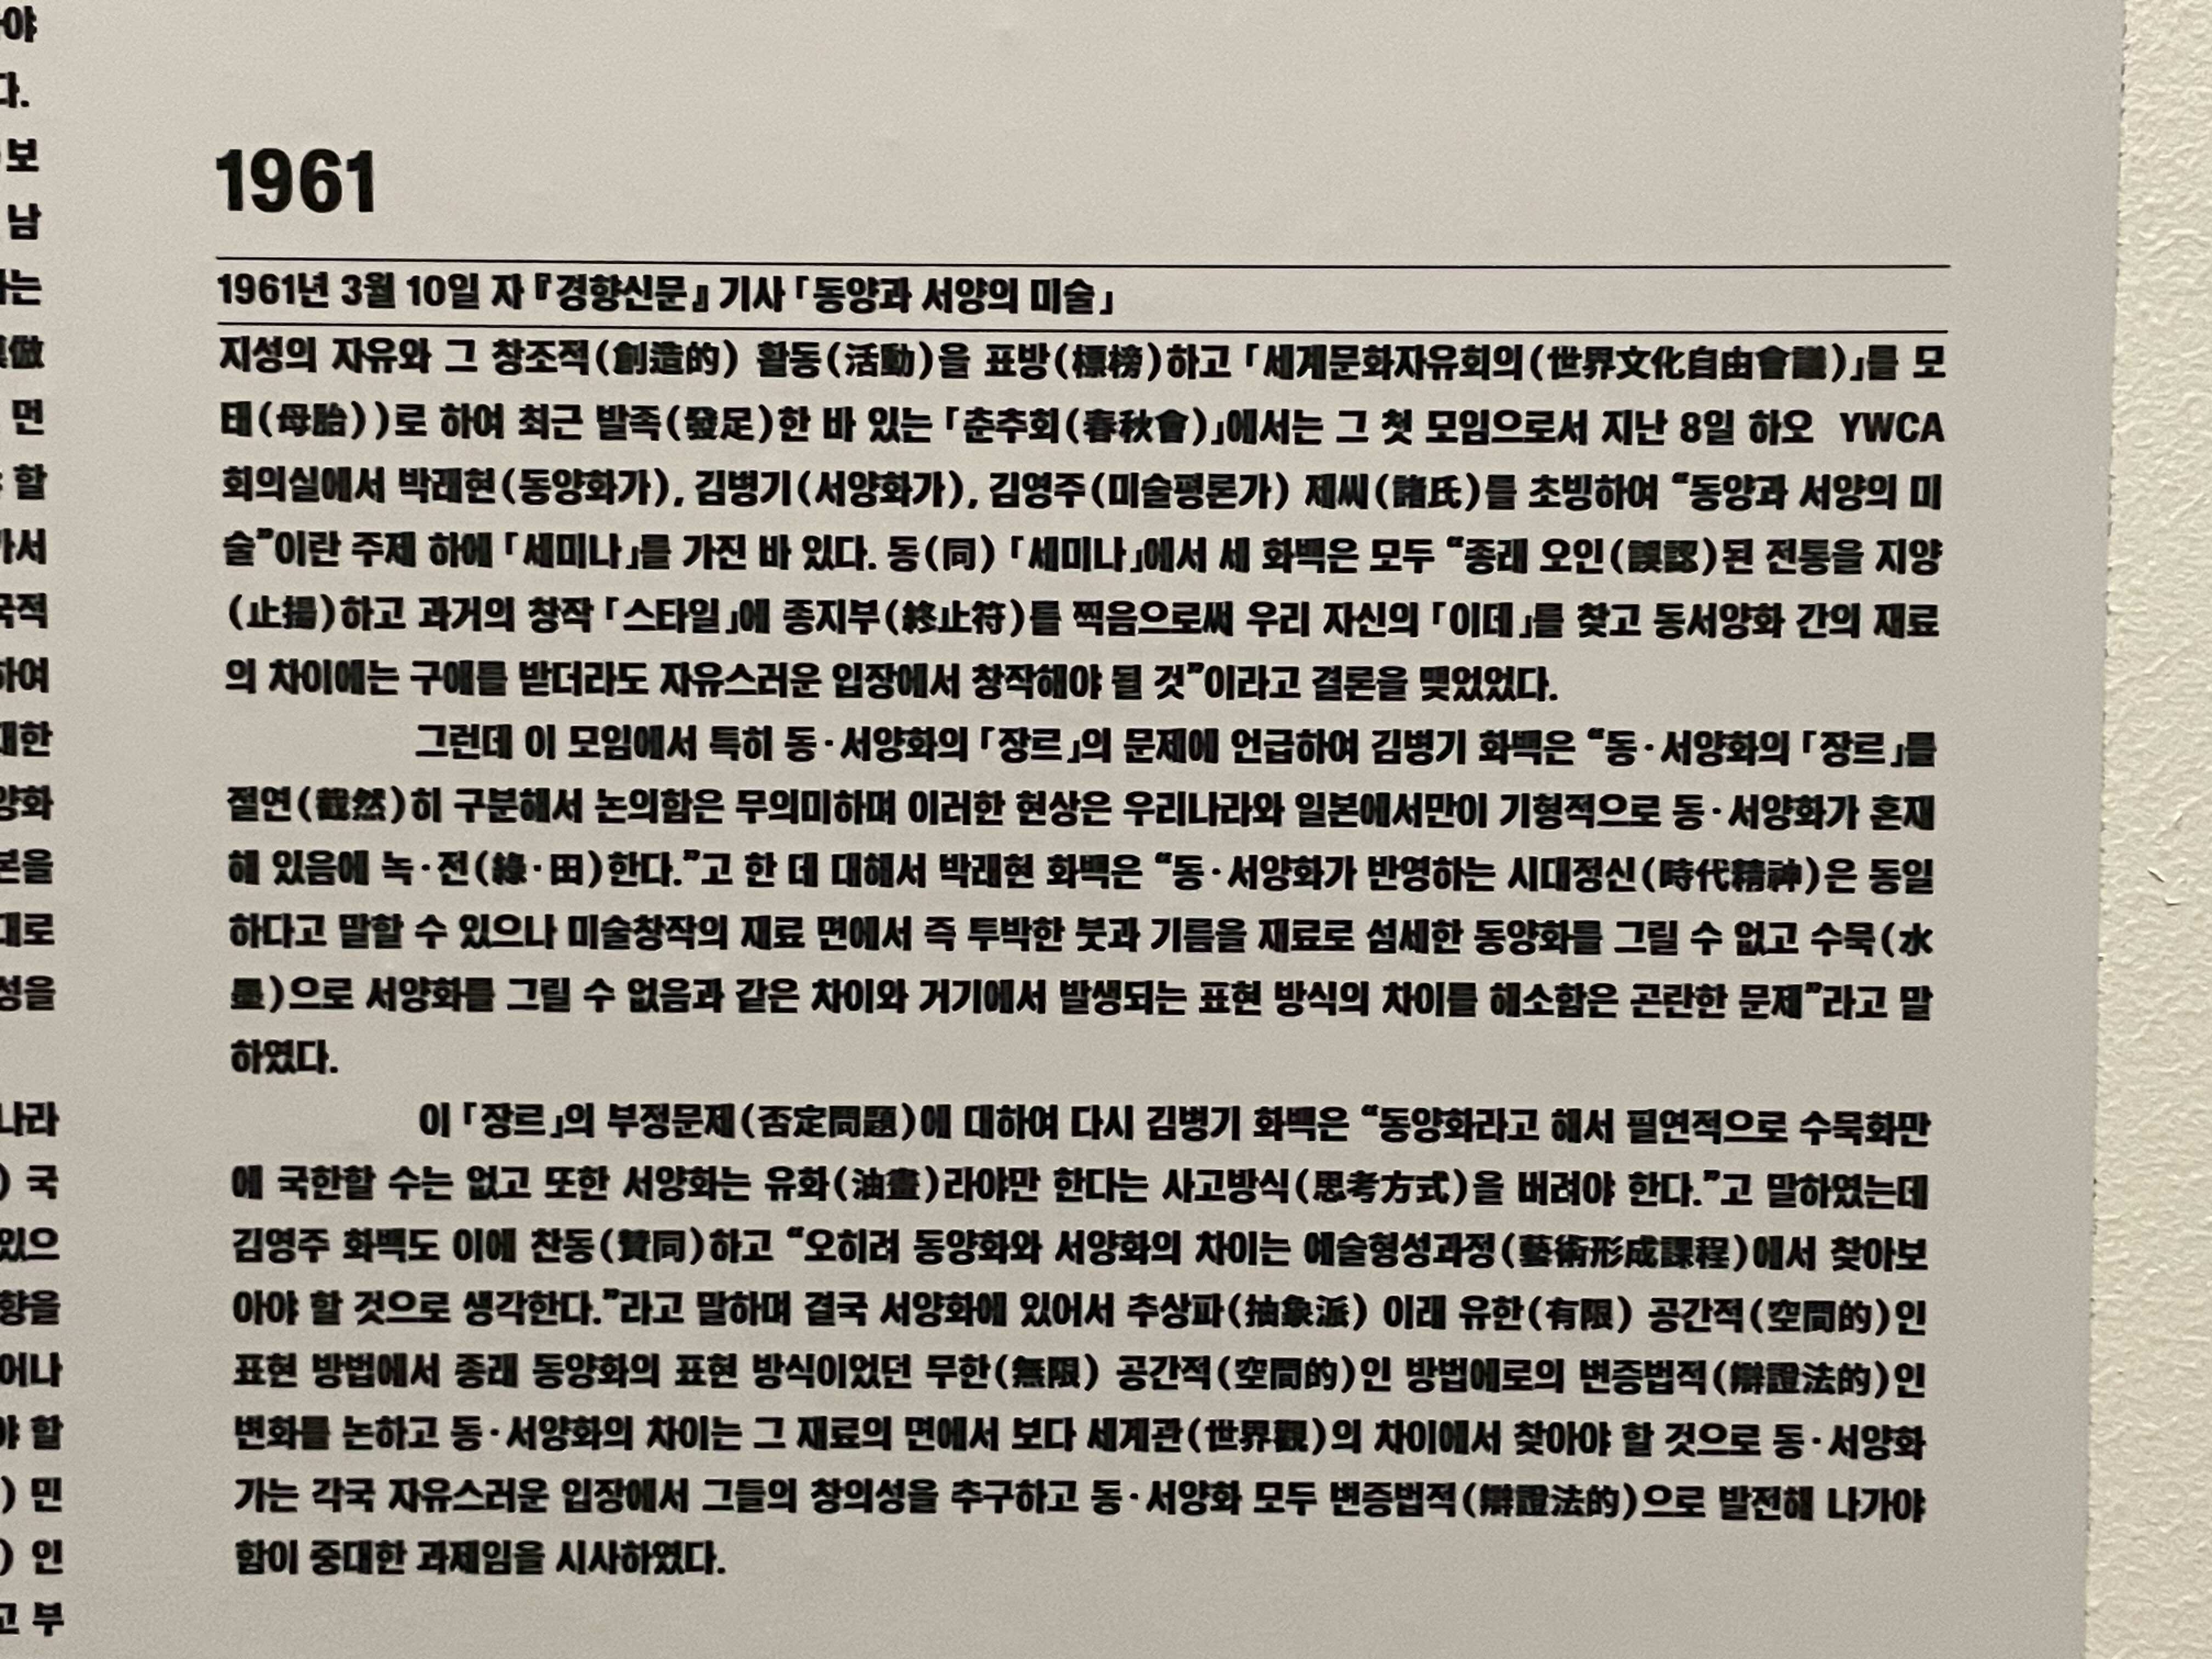 야
다.
보
남
는
倣
먼
할
가서
국적
하여
대한
양화
본을
대로
성을
나라
) 국
있으
향을
어나
야 할
) 민
) 인
고 부
1961
1961년 3월 10일 자 『경향신문』 기사 「동양과 서양의 미술」
지성의 자유와 그 창조적(創造的) 활동(活動)을 표방(標榜)하고 「세계문화자유회의(世界文化自由會議)」를 모
태(母胎))로 하여 최근 발족(發足)한 바 있는 「춘추회(春秋會)」에서는 그 첫 모임으로서 지난 8일 하오 YWCA
회의실에서 박래현(동양화가), 김병기(서양화가), 김영주(미술평론가) 제씨(諸氏)를 초빙하여 “동양과 서양의 미
술”이란 주제 하에 「세미나」를 가진 바 있다. 동(同) 「세미나」에서 세 화백은 모두 “종래 오인(誤認)된 전통을 지양
(止揚)하고 과거의 창작 「스타일」에 종지부(終止符)를 찍음으로써 우리 자신의 「이데」를 찾고 동서양화 간의 재료
의 차이에는 구애를 받더라도 자유스러운 입장에서 창작해야 될 것”이라고 결론을 맺었었다.
그런데 이 모임에서 특히 동·서양화의 「장르」의 문제에 언급하여 김병기 화백은 “동·서양화의 「장르」를
절연(截然)히 구분해서 논의함은 무의미하며 이러한 현상은 우리나라와 일본에서만이 기형적으로 동·서양화가 혼재
해 있음에 녹·전(綠·田)한다.”고 한 데 대해서 박래현 화백은 “동·서양화가 반영하는 시대정신(時代精神)은 동일
하다고 말할 수 있으나 미술창작의 재료 면에서 즉 투박한 붓과 기름을 재료로 섬세한 동양화를 그릴 수 없고 수묵(水
墨)으로 서양화를 그릴 수 없음과 같은 차이와 거기에서 발생되는 표현 방식의 차이를 해소함은 곤란한 문제”라고 말
하였다.
이 「장르」의 부정문제(否定問題)에 대하여 다시 김병기 화백은 “동양화라고 해서 필연적으로 수묵화만
에 국한할 수는 없고 또한 서양화는 유화(油畫)라야만 한다는 사고방식(思考方式)을 버려야 한다.”고 말하였는데
김영주 화백도 이에 찬동(贊同)하고 “오히려 동양화와 서양화의 차이는 예술형성과정(藝術形成課程)에서 찾아보
아야 할 것으로 생각한다.”라고 말하며 결국 서양화에 있어서 추상파(抽象派) 이래 유한(有限) 공간적(空間的)인
표현 방법에서 종래 동양화의 표현 방식이었던 무한(無限) 공간적(空間的)인 방법에로의 변증법적(辯證法的)인
변화를 논하고 동·서양화의 차이는 그 재료의 면에서 보다 세계관(世界觀)의 차이에서 찾아야 할 것으로 동·서양화
가는 각국 자유스러운 입장에서 그들의 창의성을 추구하고 동·서양화 모두 변증법적(辯證法的)으로 발전해 나가야
함이 중대한 과제임을 시사하였다.